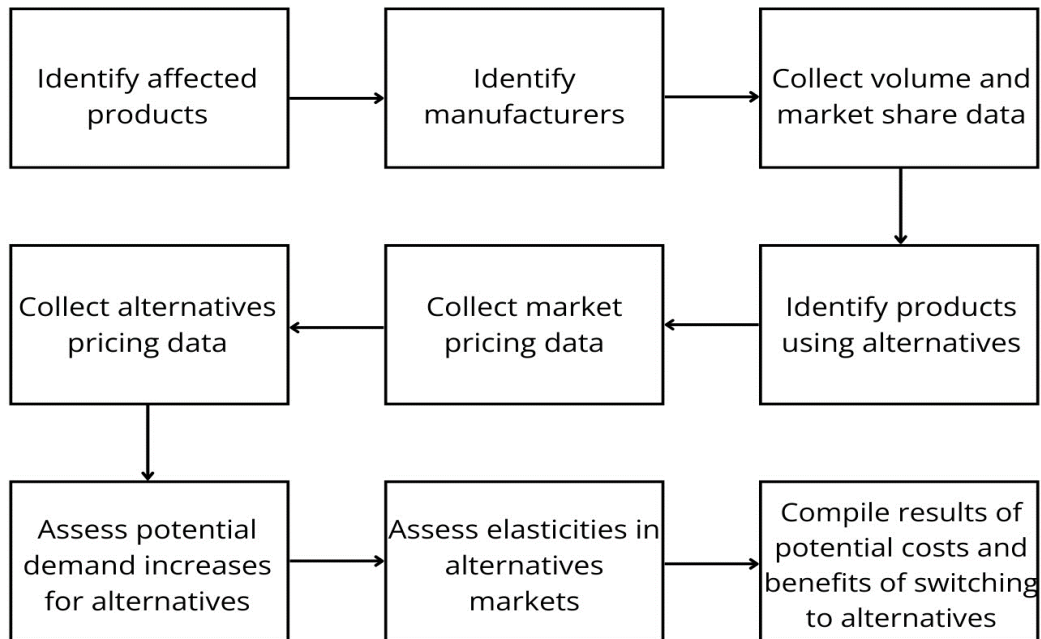 Identify affected
products
Identify
manufacturers
Collect volume and
market share data
Identify products
using alternatives
Collect market
pricing data
Collect alternatives
pricing data
Assess potential
demand increases
for alternatives
Assess elasticities in
alternatives
markets
Compile results of
potential costs and
benefits of switching
to alternatives